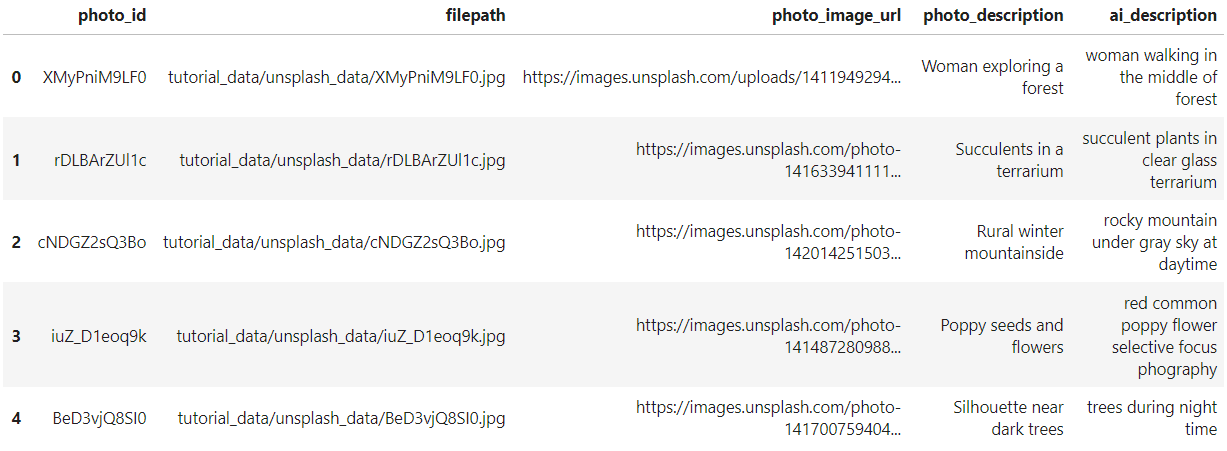 photo_id filepath photo_image_url photo_description ai_description
0 XMyPniM9LF0 tutorial_data/unsplash_data/XMyPniM9LF0.jpg https://images.unsplash.com/uploads/1411949294... Woman exploring a forest woman walking in the middle of forest
1 rDLBArZUl1c tutorial_data/unsplash_data/rDLBArZUl1c.jpg https://images.unsplash.com/photo-141633941111... Succulents in a terrarium succulent plants in clear glass terrarium
2 cNDGZ2sQ3Bo tutorial_data/unsplash_data/cNDGZ2sQ3Bo.jpg https://images.unsplash.com/photo-142014251503... Rural winter mountainside rocky mountain under gray sky at daytime
3 iuZ_D1eoq9k tutorial_data/unsplash_data/iuZ_D1eoq9k.jpg https://images.unsplash.com/photo-141487280988... Poppy seeds and flowers red common poppy flower selective focus phography
4 BeD3vjQ8SI0 tutorial_data/unsplash_data/BeD3vjQ8SI0.jpg https://images.unsplash.com/photo-141700759404... Silhouette near dark trees trees during night time